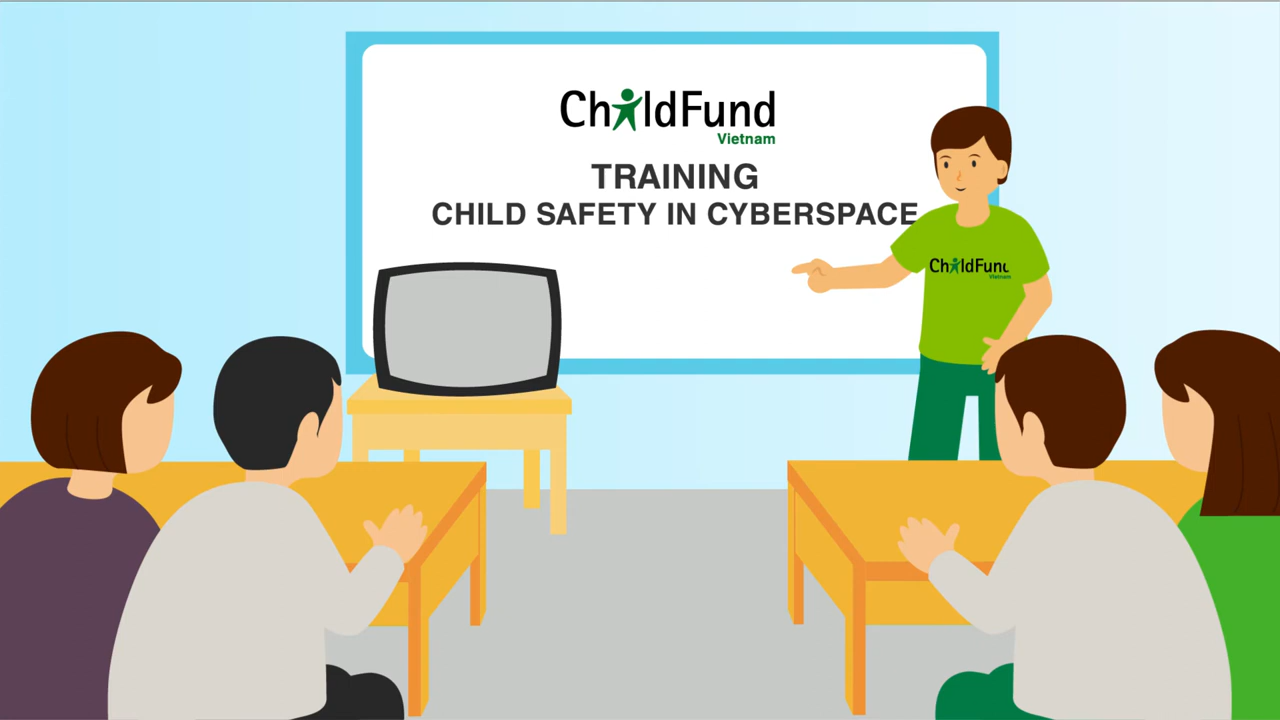 ChildFund
Vietnam
TRAINING
CHILD SAFETY IN CYBERSPACE
ChildFund
Vietnam